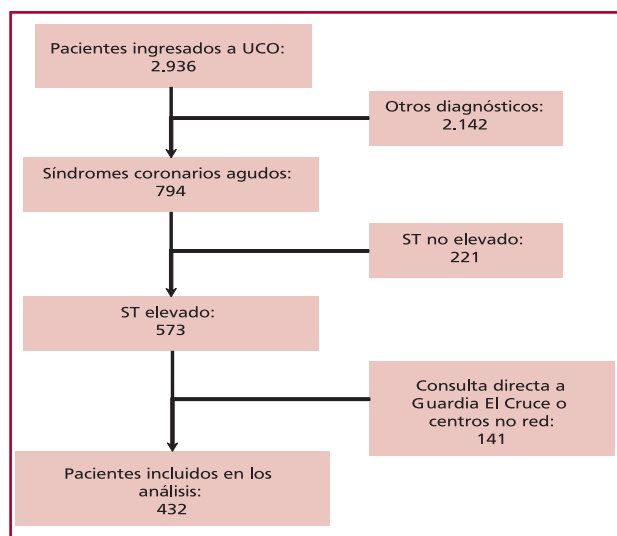 Pacientes ingresados a UCO:
2.936
Otros diagnósticos:
2.142
Síndromes coronarios agudos:
794
ST no elevado:
221
ST elevado:
573
Consulta directa a
Guardia El Cruce o
centros no red:
141
Pacientes incluidos en los
análisis:
432